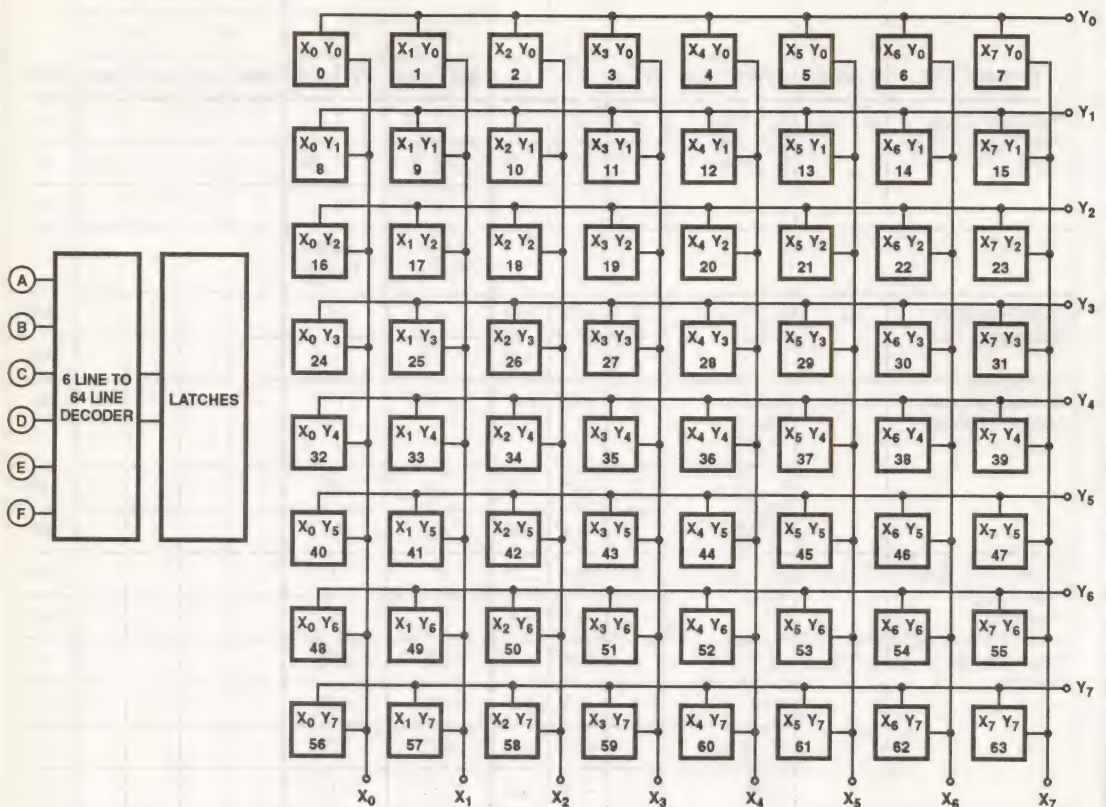 Y₀
X₀ Y₀ X₁ Y₀ X₂ Y₀ X₃ Y₀ X₄ Y₀ X₅ Y₀ X₆ Y₀ X₇ Y₀
0 1 2 3 4 5 6 7
Y₁
X₀ Y₁ X₁ Y₁ X₂ Y₁ X₃ Y₁ X₄ Y₁ X₅ Y₁ X₆ Y₁ X₇ Y₁
8 9 10 11 12 13 14 15
Y₂
X₀ Y₂ X₁ Y₂ X₂ Y₂ X₃ Y₂ X₄ Y₂ X₅ Y₂ X₆ Y₂ X₇ Y₂
16 17 18 19 20 21 22 23
A
B
C
D
E
F
6 LINE TO
64 LINE
DECODER
LATCHES
Y₃
X₀ Y₃ X₁ Y₃ X₂ Y₃ X₃ Y₃ X₄ Y₃ X₅ Y₃ X₆ Y₃ X₇ Y₃
24 25 26 27 28 29 30 31
Y₄
X₀ Y₄ X₁ Y₄ X₂ Y₄ X₃ Y₄ X₄ Y₄ X₅ Y₄ X₆ Y₄ X₇ Y₄
32 33 34 35 36 37 38 39
Y₅
X₀ Y₅ X₁ Y₅ X₂ Y₅ X₃ Y₅ X₄ Y₅ X₅ Y₅ X₆ Y₅ X₇ Y₅
40 41 42 43 44 45 46 47
Y₆
X₀ Y₆ X₁ Y₆ X₂ Y₆ X₃ Y₆ X₄ Y₆ X₅ Y₆ X₆ Y₆ X₇ Y₆
48 49 50 51 52 53 54 55
Y₇
X₀ Y₇ X₁ Y₇ X₂ Y₇ X₃ Y₇ X₄ Y₇ X₅ Y₇ X₆ Y₇ X₇ Y₇
56 57 58 59 60 61 62 63
X₀ X₁ X₂ X₃ X₄ X₅ X₆ X₇